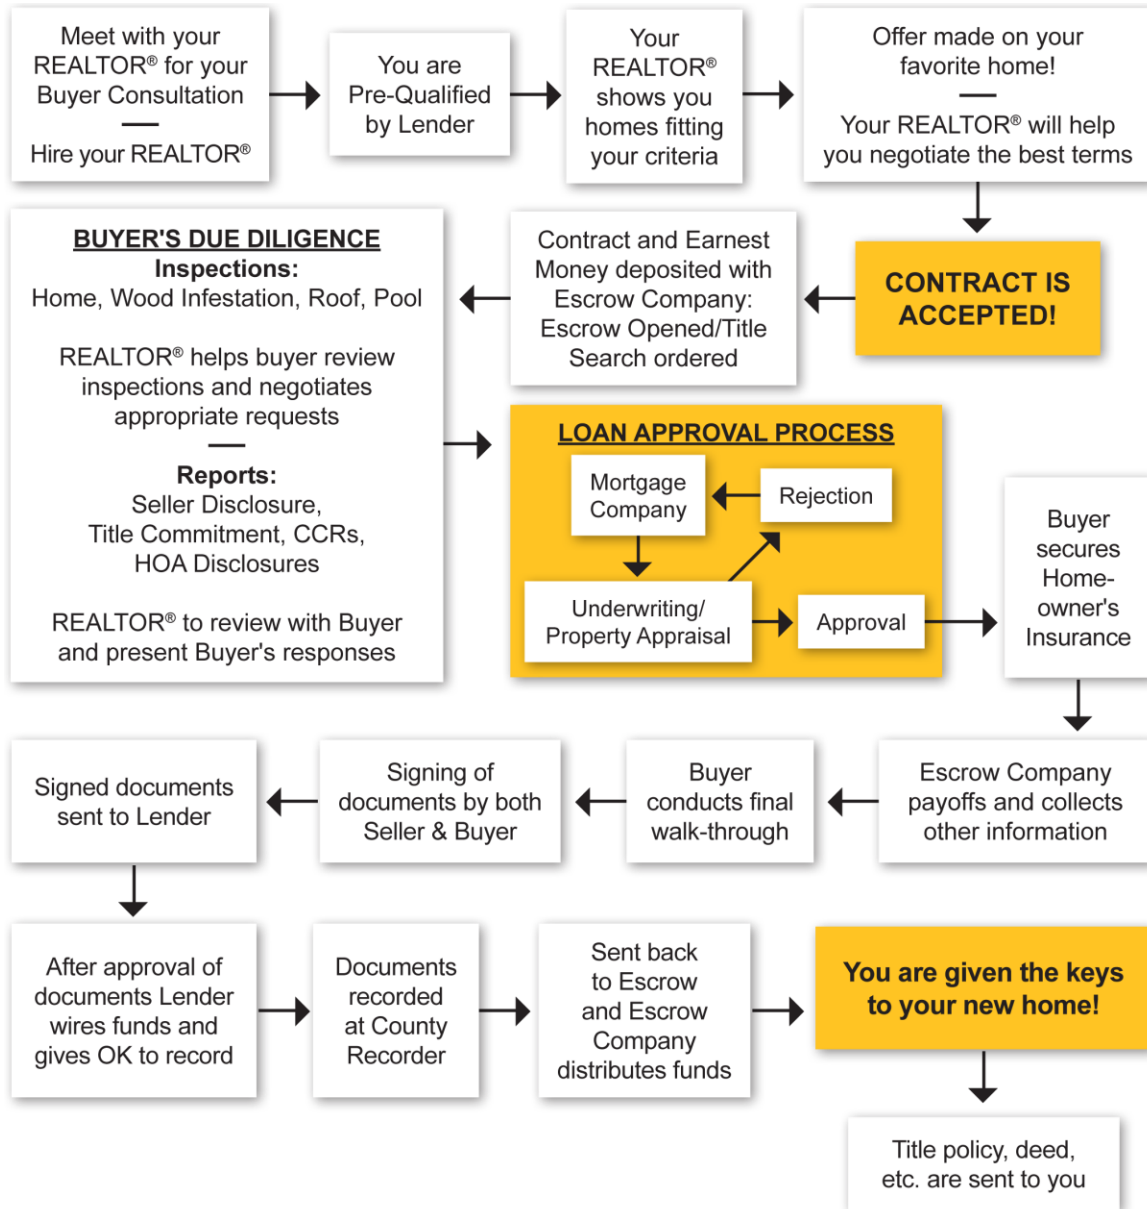 Meet with your
REALTOR® for your
Buyer Consultation
Hire your REALTOR®
You are
Pre-Qualified
by Lender
Your
REALTOR®
shows you
homes fitting
your criteria
Offer made on your
favorite home!
Your REALTOR® will help
you negotiate the best terms
CONTRACT IS
ACCEPTED!
Contract and Earnest
Money deposited with
Escrow Company:
Escrow Opened/Title
Search ordered
BUYER'S DUE DILIGENCE
Inspections:
Home, Wood Infestation, Roof, Pool
REALTOR® helps buyer review
inspections and negotiates
appropriate requests
Reports:
Seller Disclosure,
Title Commitment, CCRs,
HOA Disclosures
REALTOR® to review with Buyer
and present Buyer's responses
LOAN APPROVAL PROCESS
Mortgage
Company
Rejection
Underwriting/
Property Appraisal
Approval
Buyer
secures
Home-
owner's
Insurance
Escrow Company
payoffs and collects
other information
Buyer
conducts final
walk-through
Signing of
documents by both
Seller & Buyer
Signed documents
sent to Lender
After approval of
documents Lender
wires funds and
gives OK to record
Documents
recorded
at County
Recorder
Sent back
to Escrow
and Escrow
Company
distributes funds
You are given the keys
to your new home!
Title policy, deed,
etc. are sent to you